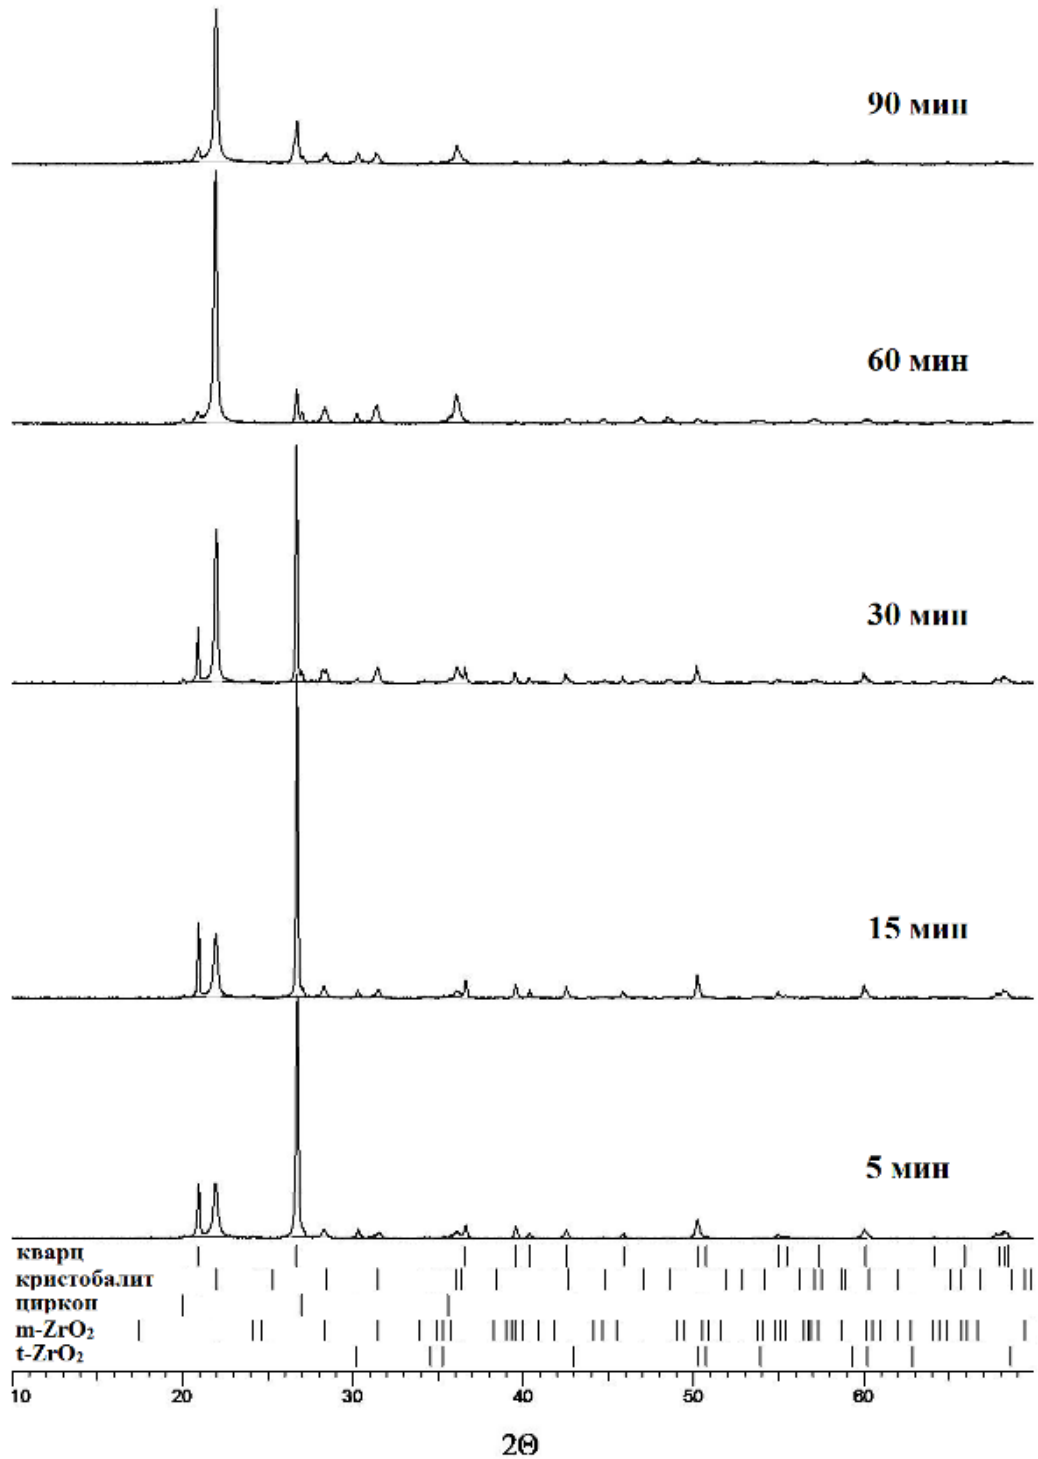 90 мин
60 мин
30 мин
15 мин
5 мин
кварц
кристобалит
циркон
m-ZrO₂
t-ZrO₂
10 20 30 40 50 60
2Θ